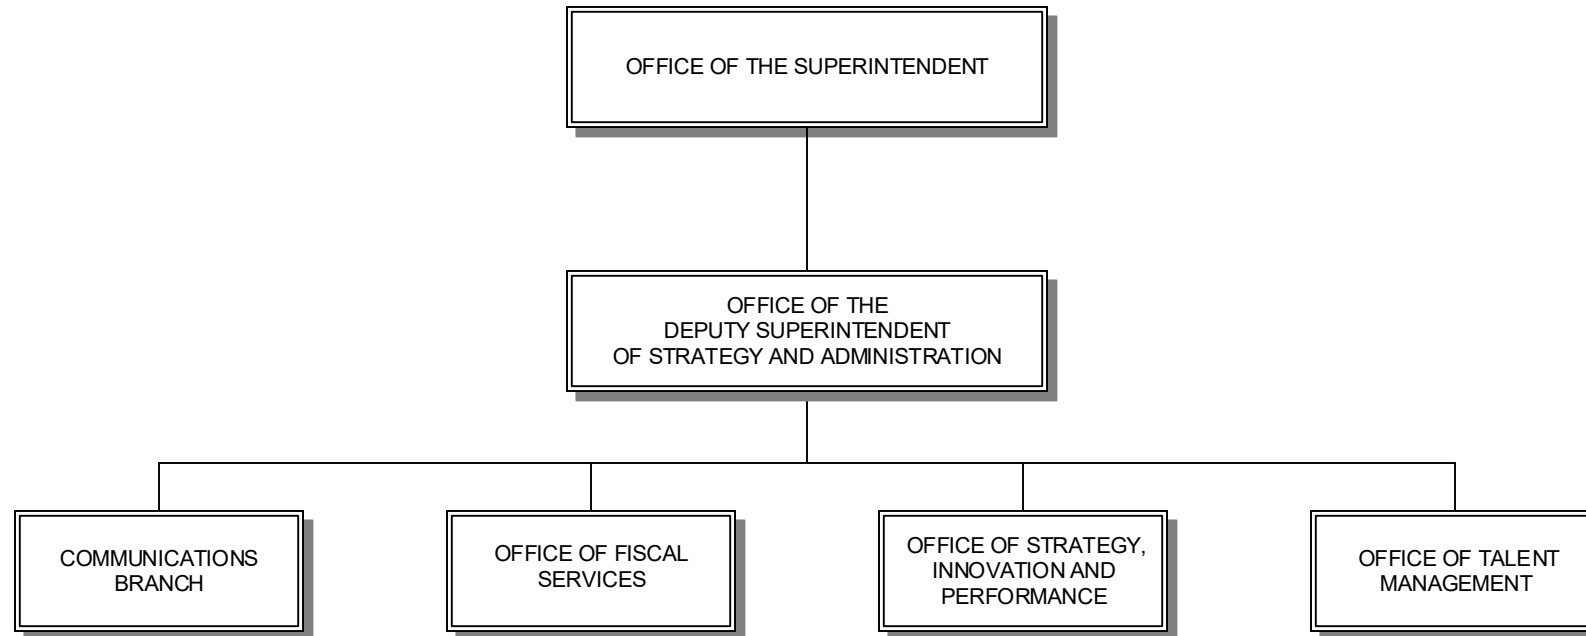 OFFICE OF THE SUPERINTENDENT
OFFICE OF THE
DEPUTY SUPERINTENDENT
OF STRATEGY AND ADMINISTRATION
COMMUNICATIONS
BRANCH
OFFICE OF FISCAL
SERVICES
OFFICE OF STRATEGY,
INNOVATION AND
PERFORMANCE
OFFICE OF TALENT
MANAGEMENT